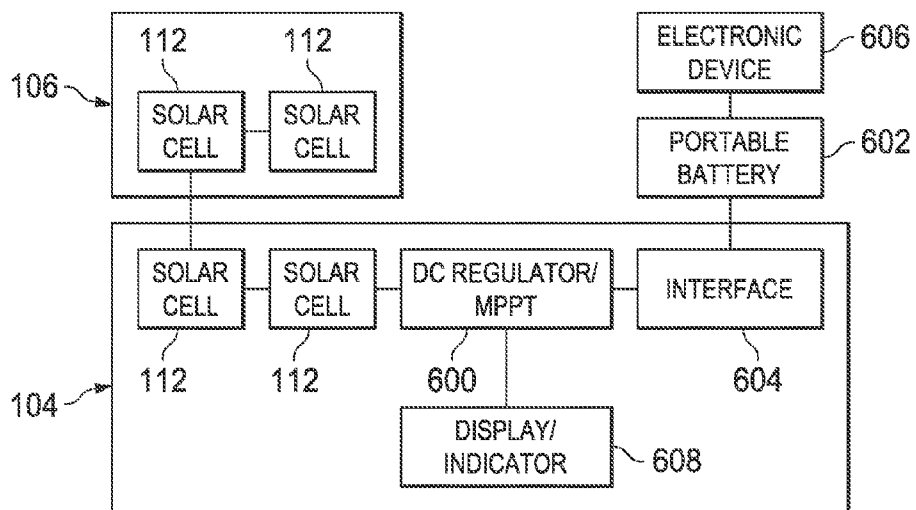 112
112
106
SOLAR
CELL
SOLAR
CELL
ELECTRONIC
DEVICE
606
PORTABLE
BATTERY
602
SOLAR
CELL
SOLAR
CELL
DC REGULATOR/
MPPT
INTERFACE
112
112
600
604
104
DISPLAY/
INDICATOR
608